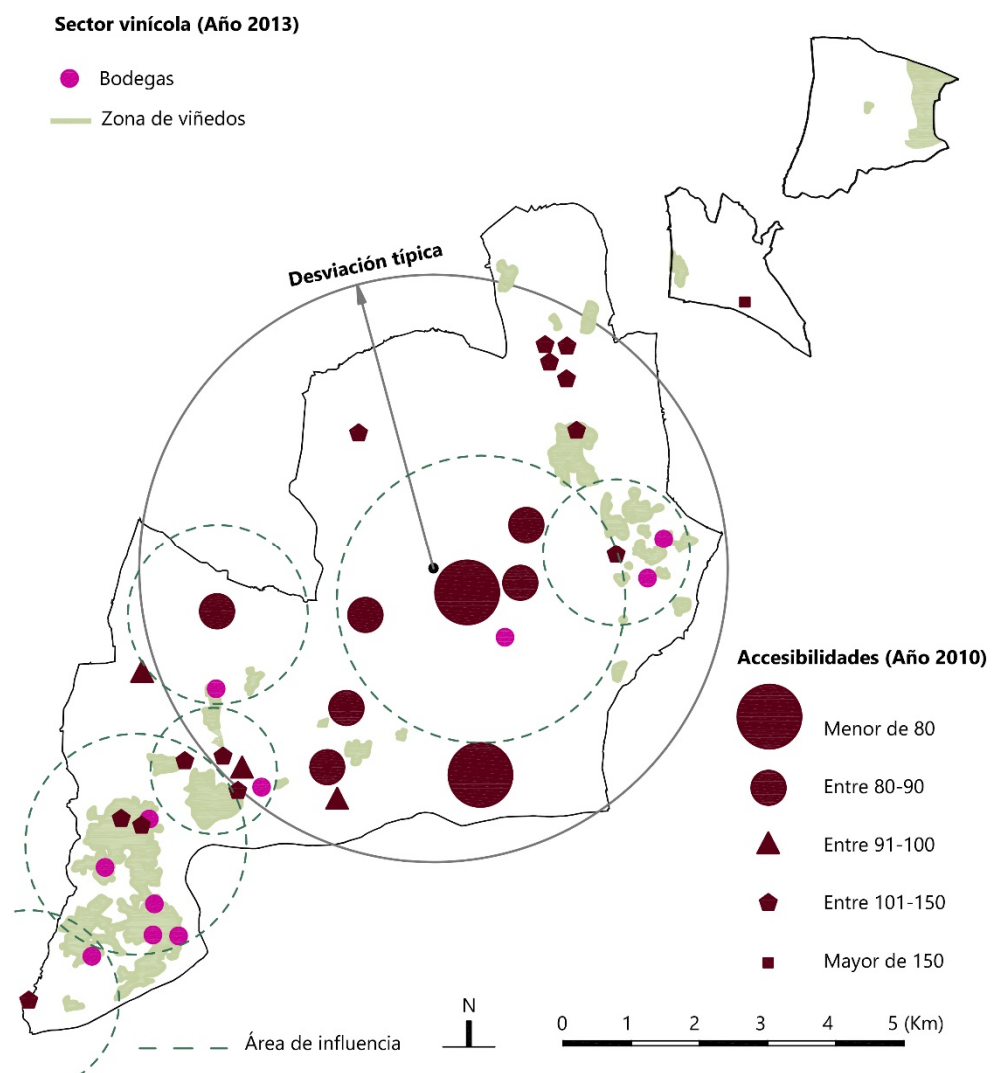 Sector vinícola (Año 2013)
Bodegas
Zona de viñedos
Desviación típica
Accesibilidades (Año 2010)
Menor de 80
Entre 80-90
Entre 91-100
Entre 101-150
Mayor de 150
N
0 1 2 3 4 5 (Km)
Área de influencia